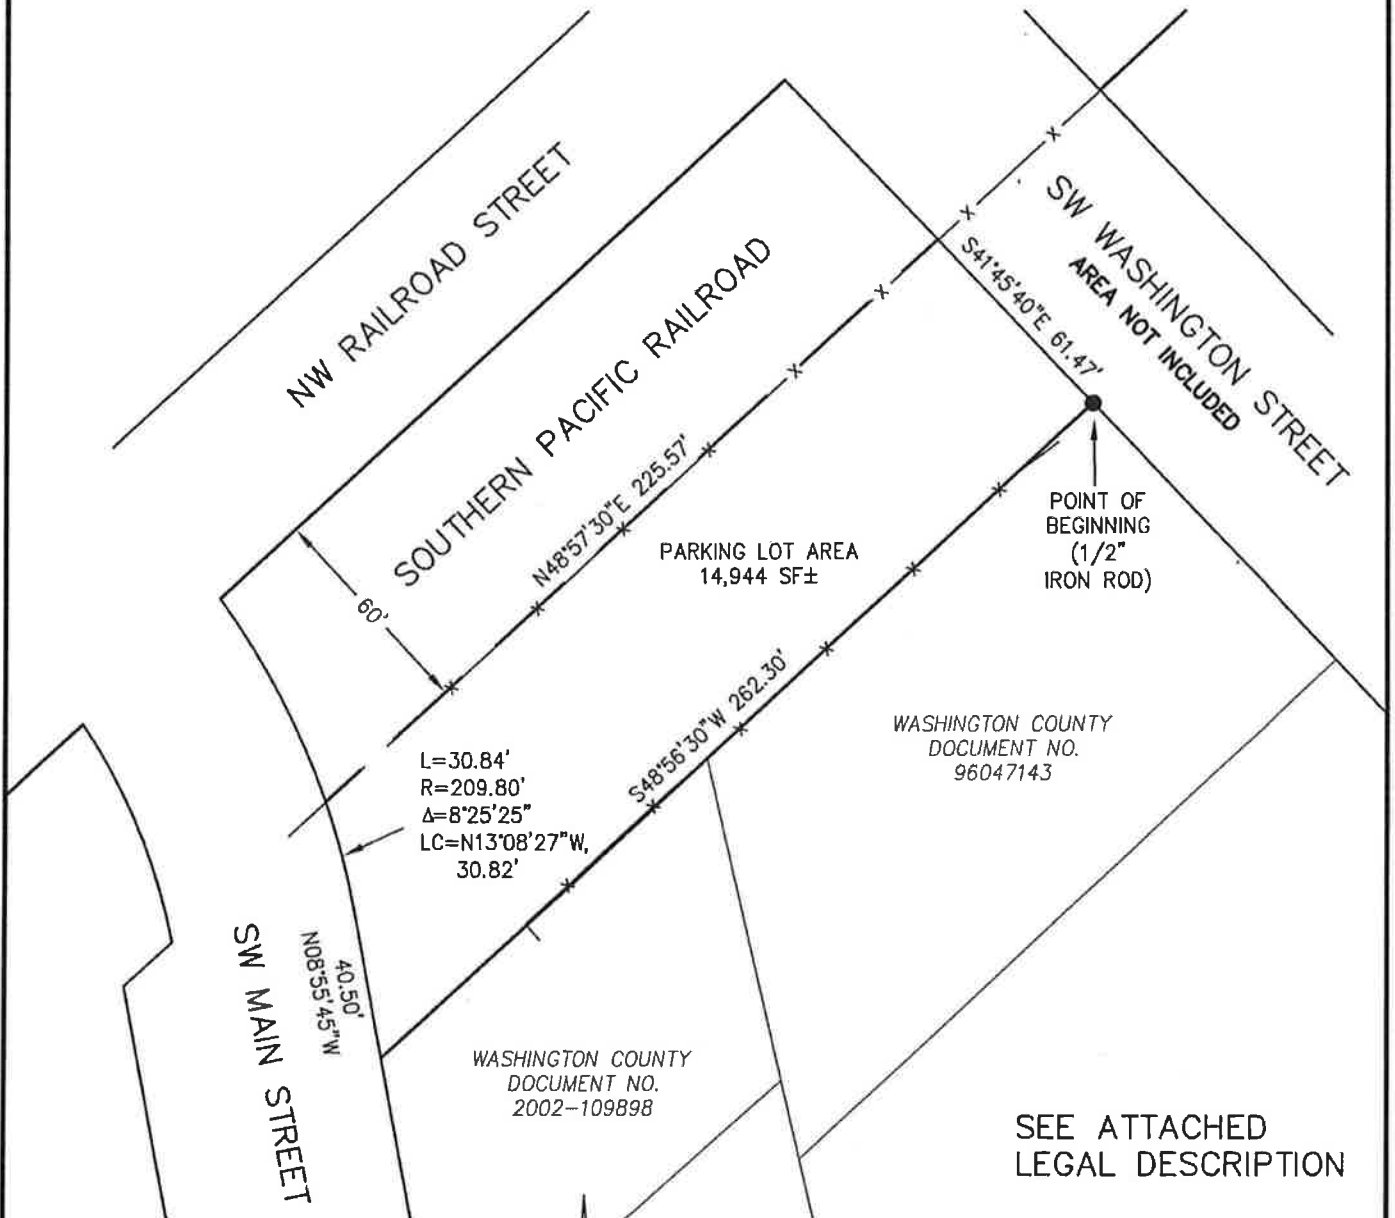 NW RAILROAD STREET
SOUTHERN PACIFIC RAILROAD
SW WASHINGTON STREET
AREA NOT INCLUDED
S41°45'40"E 61.47'
N48°57'30"E 225.57'
60'
PARKING LOT AREA
14,944 SF±
POINT OF
BEGINNING
(1/2"
IRON ROD)
S48°56'30"W 262.30'
WASHINGTON COUNTY
DOCUMENT NO.
96047143
L=30.84'
R=209.80'
Δ=8°25'25"
LC=N13°08'27"W,
30.82'
40.50'
N08°55'45"W
SW MAIN STREET
WASHINGTON COUNTY
DOCUMENT NO.
2002-109898
SEE ATTACHED
LEGAL DESCRIPTION